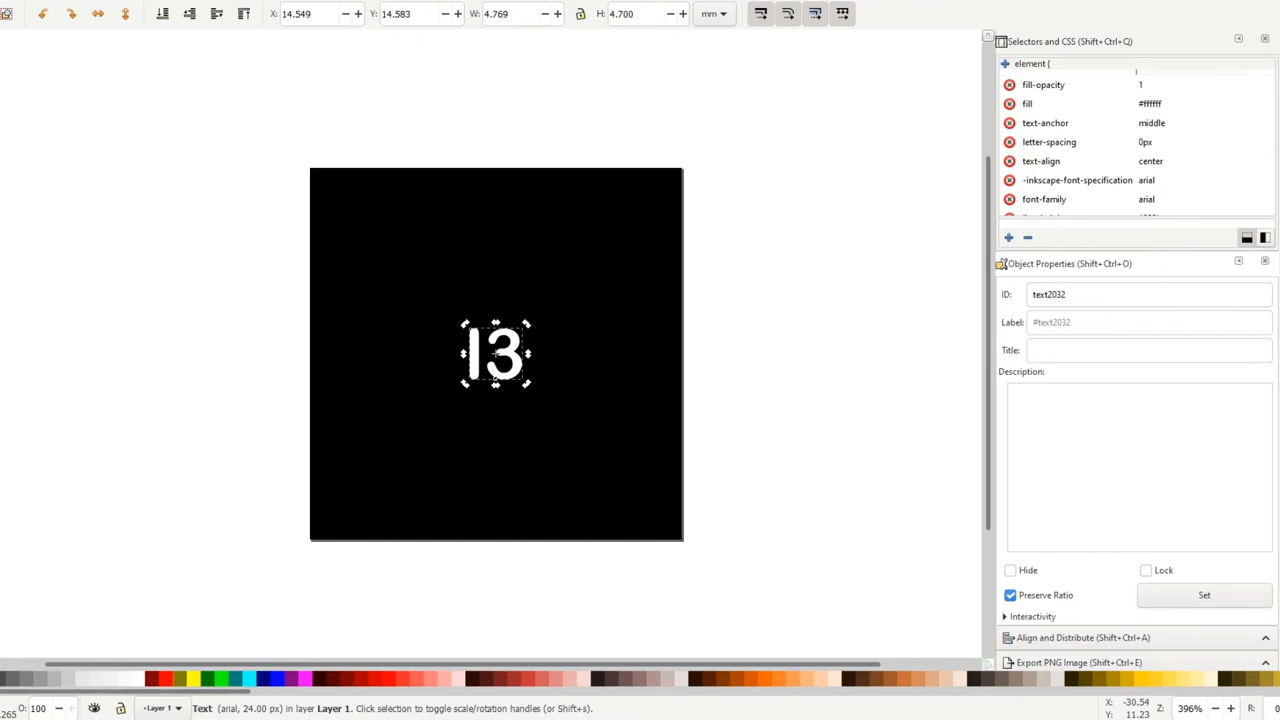 X: 14.549 Y: 14.583 W: 4.769 H: 4.700 mm
Selectors and CSS (Shift+Ctrl+Q)
element {
fill-opacity 1
fill #ffffff
text-anchor middle
letter-spacing 0px
text-align center
-inkscape-font-specification arial
font-family arial
Object Properties (Shift+Ctrl+O)
ID: text2032
Label: #text2032
Title:
Description:
13
Hide Lock
Preserve Ratio Set
Interactivity
Align and Distribute (Shift+Ctrl+A)
Export PNG Image (Shift+Ctrl+E)
.265 O: 100 -Layer 1 Text (arial, 24.00 px) in layer Layer 1. Click selection to toggle scale/rotation handles (or Shift+s). X: -30.54 Z: 396% R: 0
Y: 11.23